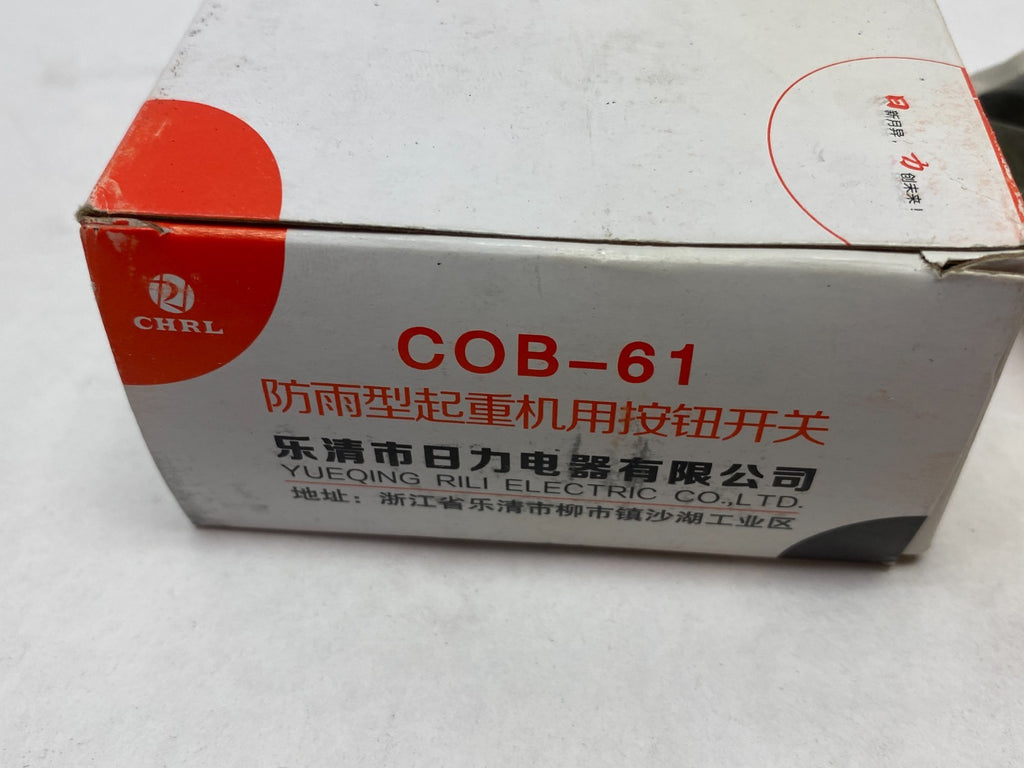 日新月异,
力创未来!
CHRL
COB-61
防雨型起重机用按钮开关
乐清市日力电器有限公司
YUEQING RILI ELECTRIC CO.,LTD.
地址：浙江省乐清市柳市镇沙湖工业区